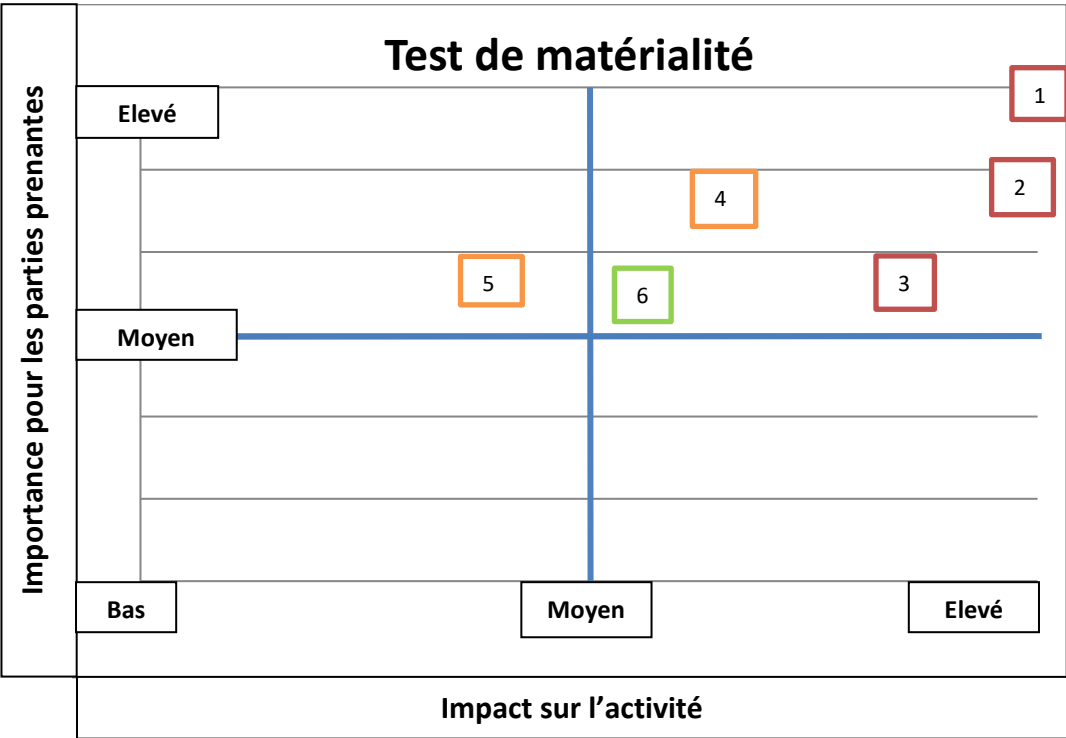 Test de matérialité
Importance pour les parties prenantes
Elevé
1
2
4
5
6
3
Moyen
Bas
Moyen
Elevé
Impact sur l’activité